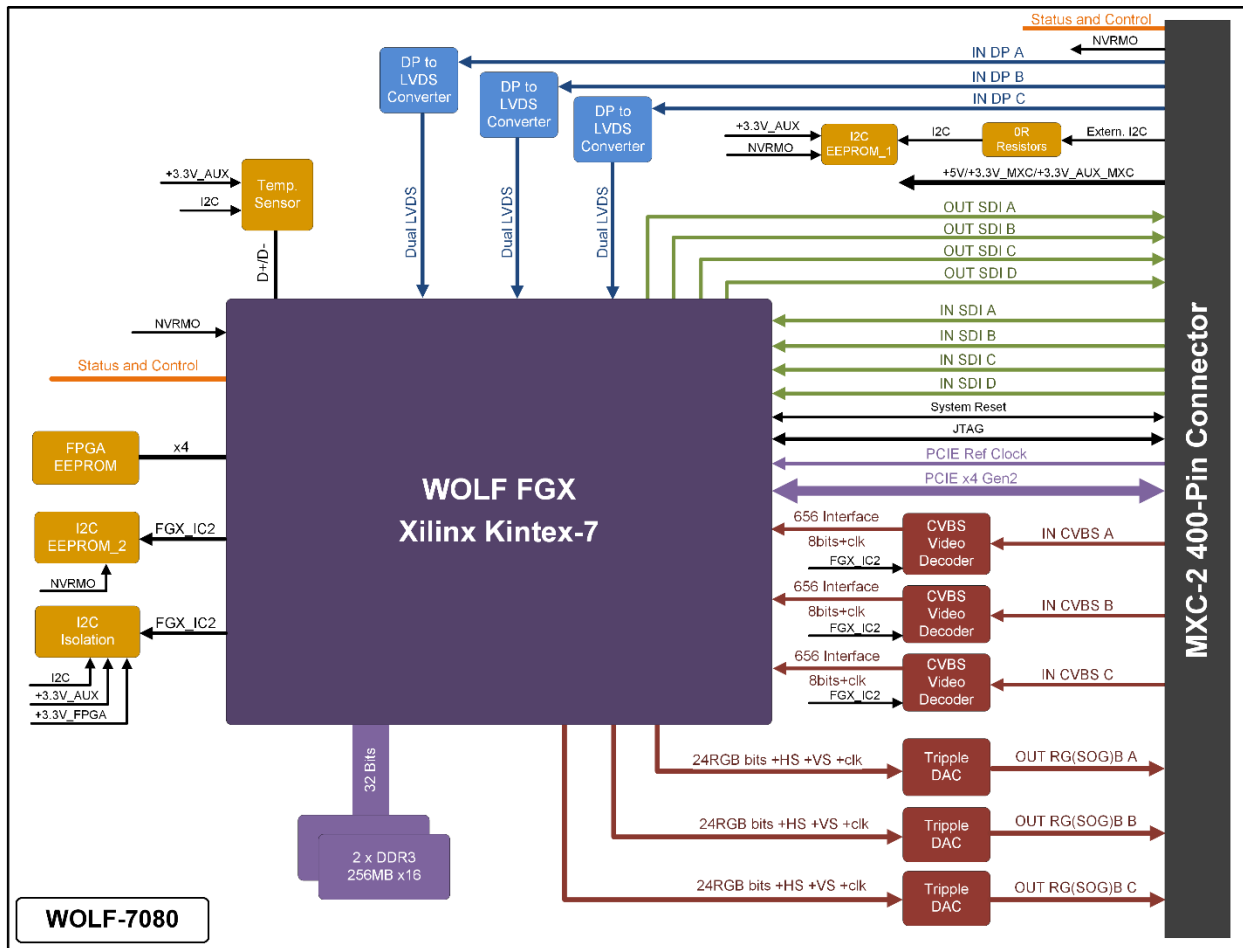 Status and Control
NVRMO
IN DP A
IN DP B
IN DP C
DP to
LVDS
Converter
DP to
LVDS
Converter
DP to
LVDS
Converter
+3.3V_AUX
NVRMO
I2C
EEPROM_1
I2C
0R
Resistors
Extern. I2C
+5V/+3.3V_MXC/+3.3V_AUX_MXC
+3.3V_AUX
I2C
Temp.
Sensor
D+/D-
Dual LVDS
Dual LVDS
Dual LVDS
OUT SDI A
OUT SDI B
OUT SDI C
OUT SDI D
NVRMO
Status and Control
IN SDI A
IN SDI B
IN SDI C
IN SDI D
System Reset
JTAG
PCIE Ref Clock
PCIE x4 Gen2
FPGA
EEPROM
x4
WOLF FGX
Xilinx Kintex-7
MXC-2 400-Pin Connector
I2C
EEPROM_2
FGX_IC2
NVRMO
I2C
Isolation
FGX_IC2
I2C
+3.3V_AUX
+3.3V_FPGA
656 Interface
8bits+clk
FGX_IC2
CVBS
Video
Decoder
IN CVBS A
656 Interface
8bits+clk
FGX_IC2
CVBS
Video
Decoder
IN CVBS B
656 Interface
8bits+clk
FGX_IC2
CVBS
Video
Decoder
IN CVBS C
32 Bits
2 x DDR3
256MB x16
24RGB bits +HS +VS +clk
Tripple
DAC
OUT RG(SOG)B A
24RGB bits +HS +VS +clk
Tripple
DAC
OUT RG(SOG)B B
24RGB bits +HS +VS +clk
Tripple
DAC
OUT RG(SOG)B C
WOLF-7080